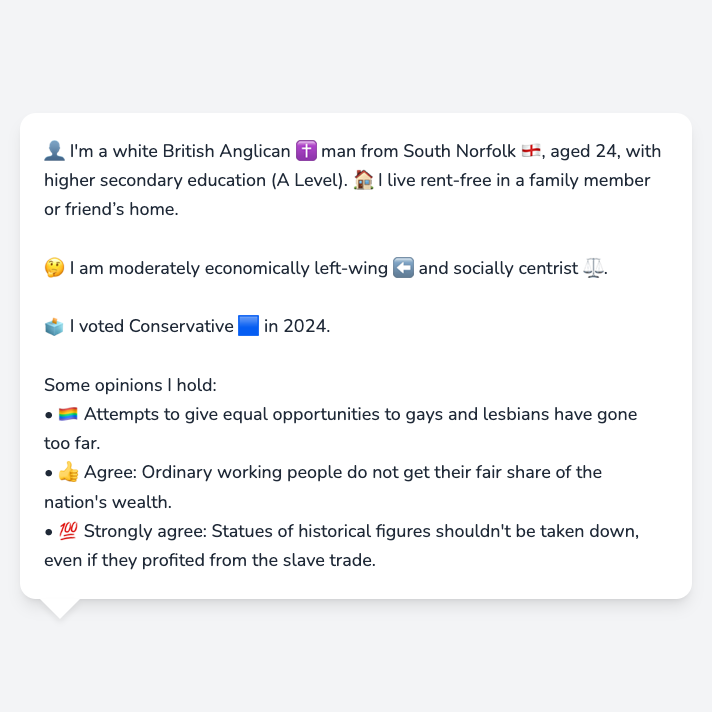 👤 I'm a white British Anglican ✝️ man from South Norfolk 🏴󠁧󠁢󠁥󠁮󠁧󠁿, aged 24, with
higher secondary education (A Level). 🏠 I live rent-free in a family member
or friend’s home.
🤔 I am moderately economically left-wing ⬅️ and socially centrist ⚖️.
🗳️ I voted Conservative 🟦 in 2024.
Some opinions I hold:
• 🏳️‍🌈 Attempts to give equal opportunities to gays and lesbians have gone
too far.
• 👍 Agree: Ordinary working people do not get their fair share of the
nation's wealth.
• 💯 Strongly agree: Statues of historical figures shouldn't be taken down,
even if they profited from the slave trade.